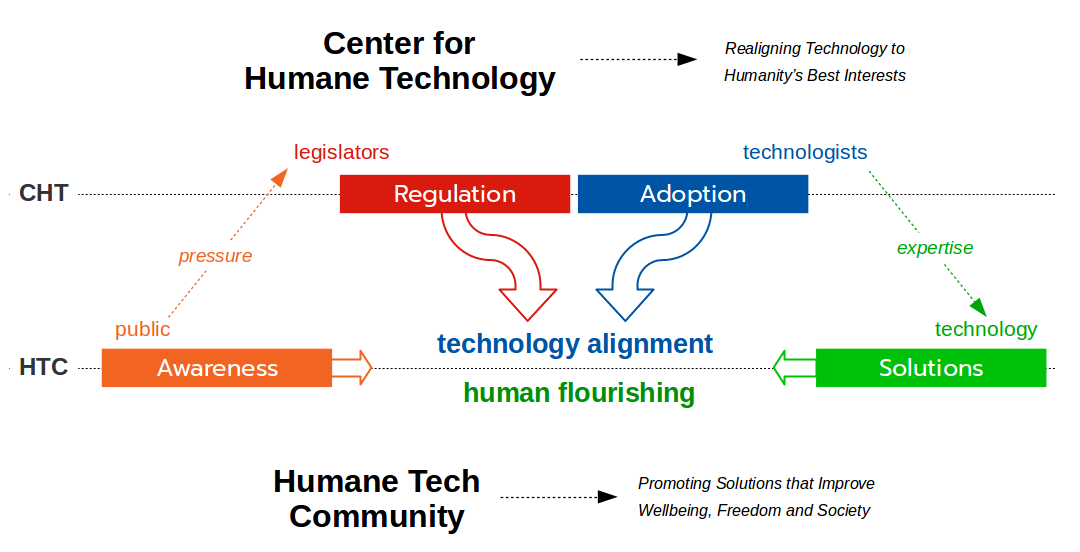 Center for
Humane Technology
Realigning Technology to
Humanity's Best Interests
legislators
technologists
CHT
Regulation
Adoption
pressure
expertise
public
technology
technology alignment
HTC
Awareness
Solutions
human flourishing
Humane Tech
Community
Promoting Solutions that Improve
Wellbeing, Freedom and Society